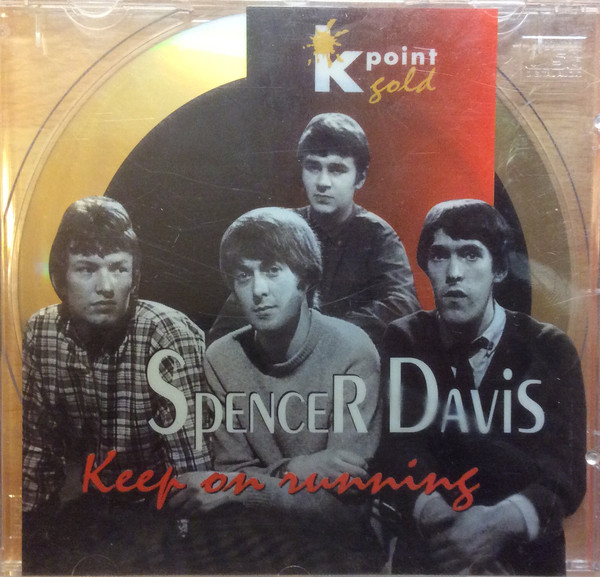 K point
gold
SPENCER DAViS
Keep on running